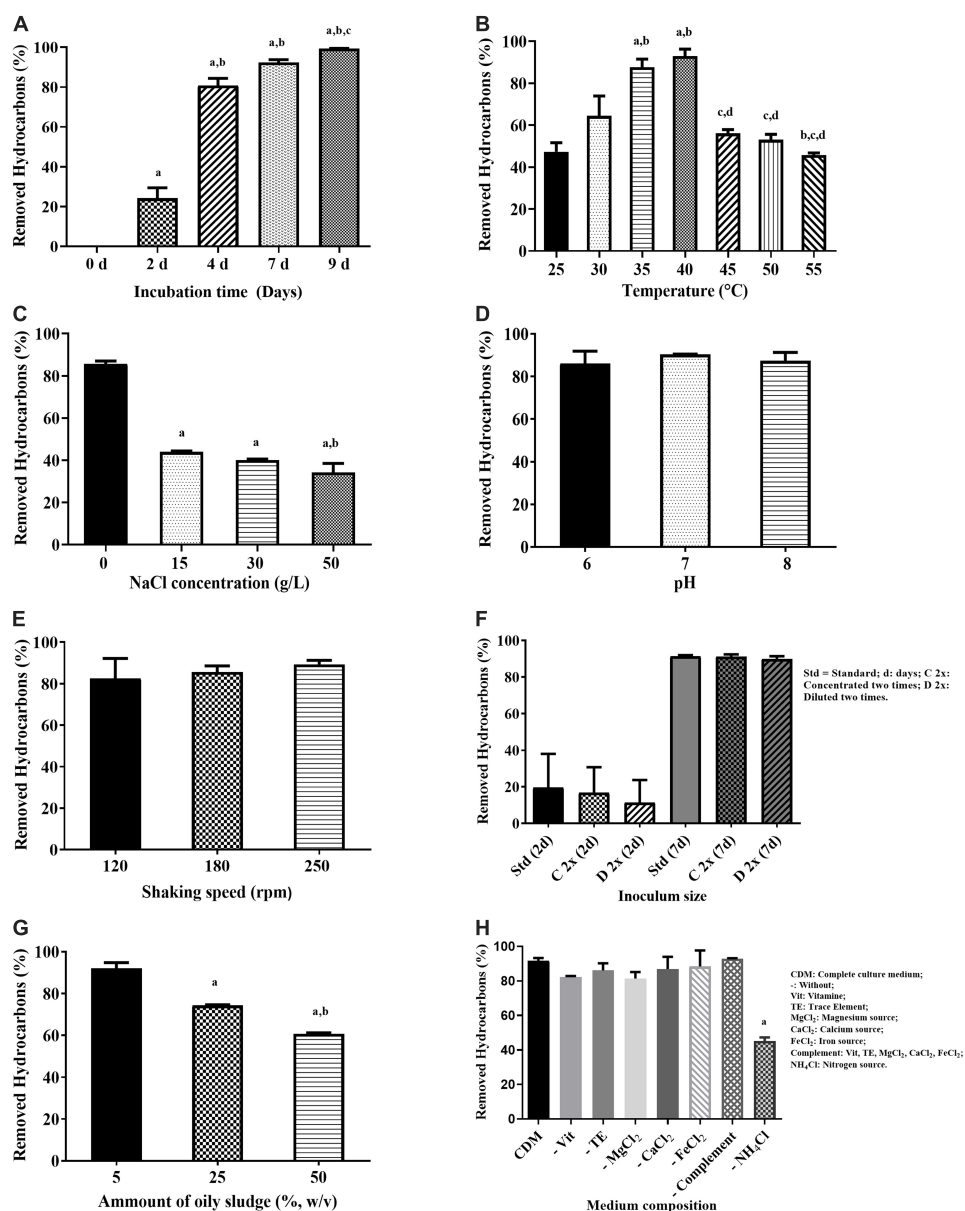 A
Removed Hydrocarbons (%)
100
80
60
40
20
0
a
a,b
a,b
a,b,c
0 d 2 d 4 d 7 d 9 d
Incubation time (Days)
B
Removed Hydrocarbons (%)
100
80
60
40
20
0
a,b
a,b
c,d
c,d
b,c,d
25 30 35 40 45 50 55
Temperature (°C)
C
Removed Hydrocarbons (%)
100
80
60
40
20
0
a
a
a,b
0 15 30 50
NaCl concentration (g/L)
D
Removed Hydrocarbons (%)
100
80
60
40
20
0
6 7 8
pH
E
Removed Hydrocarbons (%)
100
80
60
40
20
0
120 180 250
Shaking speed (rpm)
F
Removed Hydrocarbons (%)
100
80
60
40
20
0
Std (2d) C 2x (2d) D 2x (2d) Std (7d) C 2x (7d) D 2x (7d)
Inoculum size
Std = Standard; d: days; C 2x:
Concentrated two times; D 2x:
Diluted two times.
G
Removed Hydrocarbons (%)
100
80
60
40
20
0
a
a,b
5 25 50
Ammount of oily sludge (%, w/v)
H
Removed Hydrocarbons (%)
100
80
60
40
20
0
a
CDM - Vit - TE - MgCl2 - CaCl2 - FeCl2 - Complement - NH4Cl
Medium composition
CDM: Complete culture medium;
-: Without;
Vit: Vitamine;
TE: Trace Element;
MgCl2: Magnesium source;
CaCl2: Calcium source;
FeCl2: Iron source;
Complement: Vit, TE, MgCl2, CaCl2, FeCl2;
NH4Cl: Nitrogen source.